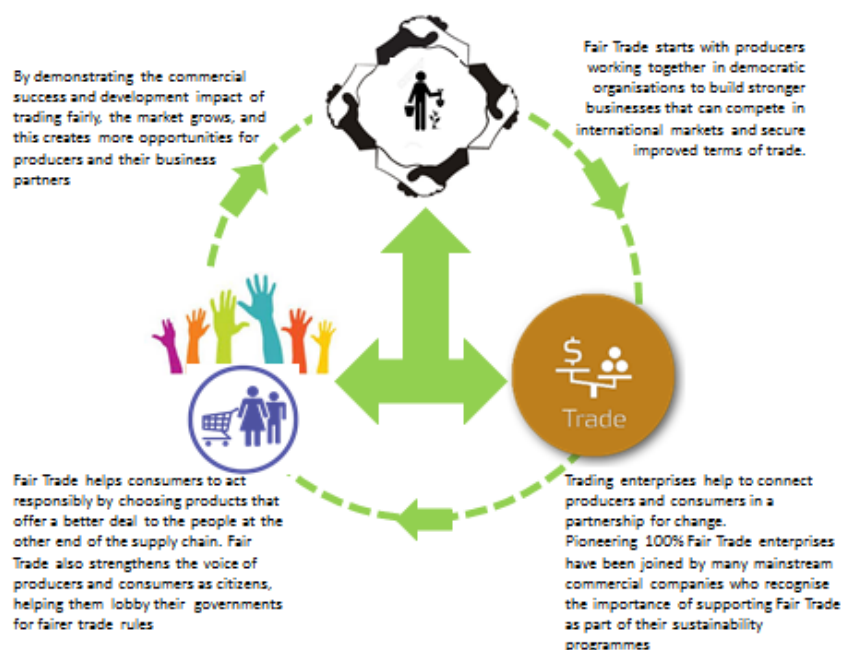 By demonstrating the commercial
success and development impact of
trading fairly, the market grows, and
this creates more opportunities for
producers and their business
partners
Fair Trade starts with producers
working together in democratic
organisations to build stronger
businesses that can compete in
international markets and secure
improved terms of trade.
$
Trade
Fair Trade helps consumers to act
responsibly by choosing products that
offer a better deal to the people at the
other end of the supply chain. Fair
Trade also strengthens the voice of
producers and consumers as citizens,
helping them lobby their governments
for fairer trade rules
Trading enterprises help to connect
producers and consumers in a
partnership for change.
Pioneering 100% Fair Trade enterprises
have been joined by many mainstream
commercial companies who recognise
the importance of supporting Fair Trade
as part of their sustainability
programmes